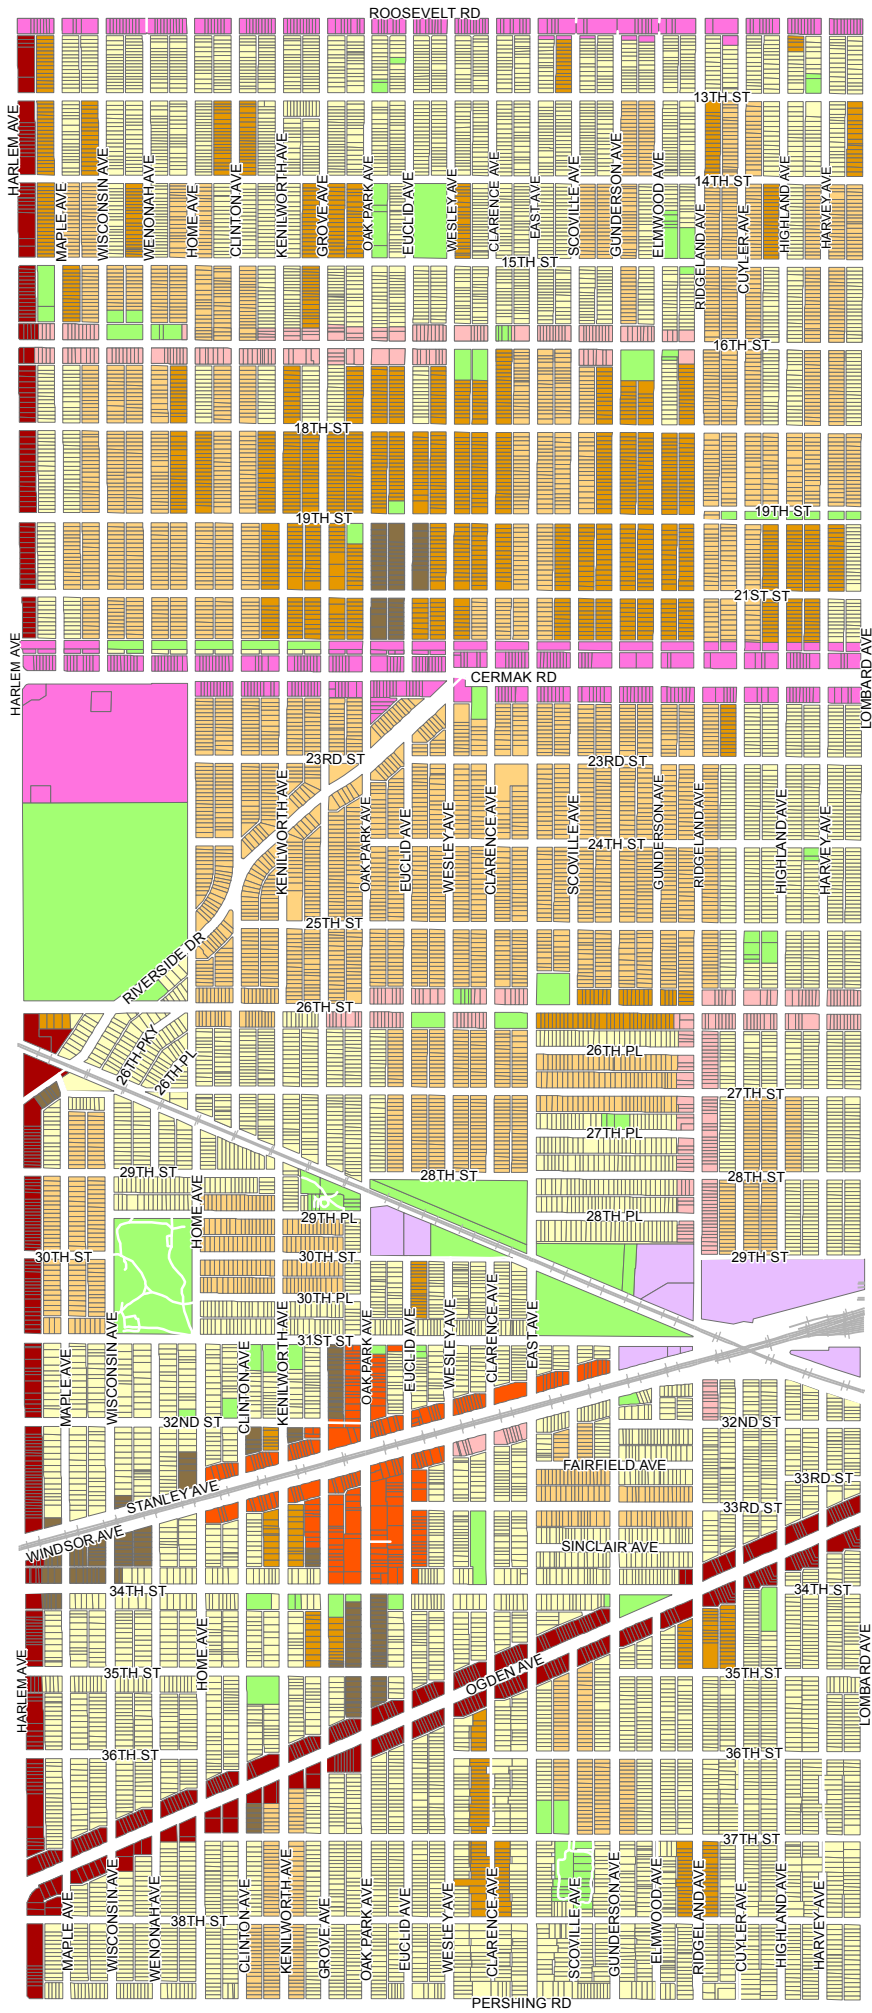 ROOSEVELT RD
13TH ST
HARLEM AVE
MAPLE AVE
WISCONSIN AVE
WENONAH AVE
HOME AVE
CLINTON AVE
KENILWORTH AVE
GROVE AVE
OAK PARK AVE
EUCLID AVE
WESLEY AVE
CLARENCE AVE
EAST AVE
SCOVILLE AVE
GUNDERSON AVE
ELMWOOD AVE
RIDGELAND AVE
CUYLER AVE
HIGHLAND AVE
HARVEY AVE
14TH ST
15TH ST
16TH ST
18TH ST
19TH ST
19TH ST
21ST ST
HARLEM AVE
LOMBARD AVE
CERMAK RD
23RD ST
23RD ST
KENILWORTH AVE
OAK PARK AVE
EUCLID AVE
WESLEY AVE
CLARENCE AVE
SCOVILLE AVE
GUNDERSON AVE
RIDGELAND AVE
HIGHLAND AVE
HARVEY AVE
24TH ST
25TH ST
RIVERSIDE DR
26TH ST
26TH PKY
26TH PL
26TH PL
27TH ST
27TH PL
29TH ST
28TH ST
28TH ST
HOME AVE
29TH PL
28TH PL
30TH ST
30TH ST
29TH ST
30TH PL
31ST ST
MAPLE AVE
WISCONSIN AVE
CLINTON AVE
KENILWORTH AVE
OAK PARK AVE
EUCLID AVE
WESLEY AVE
CLARENCE AVE
EAST AVE
32ND ST
32ND ST
FAIRFIELD AVE
33RD ST
STANLEY AVE
33RD ST
WINDSOR AVE
SINCLAIR AVE
34TH ST
34TH ST
HARLEM AVE
HOME AVE
35TH ST
OGDEN AVE
35TH ST
LOMBARD AVE
36TH ST
36TH ST
37TH ST
MAPLE AVE
WISCONSIN AVE
WENONAH AVE
38TH ST
CLINTON AVE
KENILWORTH AVE
GROVE AVE
OAK PARK AVE
EUCLID AVE
WESLEY AVE
CLARENCE AVE
SCOVILLE AVE
GUNDERSON AVE
ELMWOOD AVE
RIDGELAND AVE
CUYLER AVE
HIGHLAND AVE
HARVEY AVE
PERSHING RD